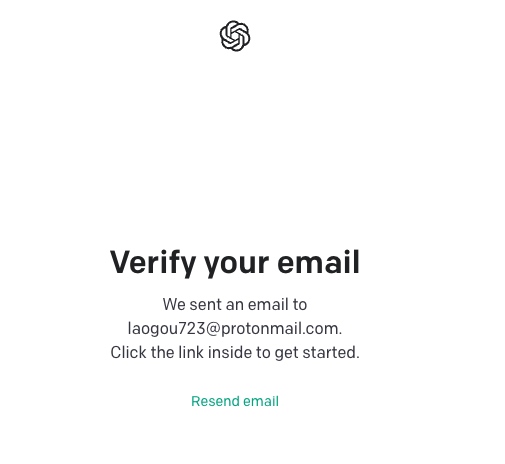 Verify your email
We sent an email to
laogou723@protonmail.com.
Click the link inside to get started.
Resend email